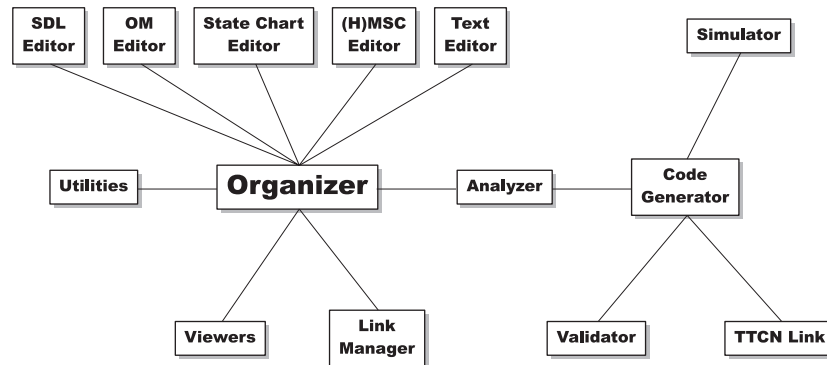 SDL
Editor
OM
Editor
State Chart
Editor
(H)MSC
Editor
Text
Editor
Simulator
Utilities
Organizer
Analyzer
Code
Generator
Viewers
Link
Manager
Validator
TTCN Link